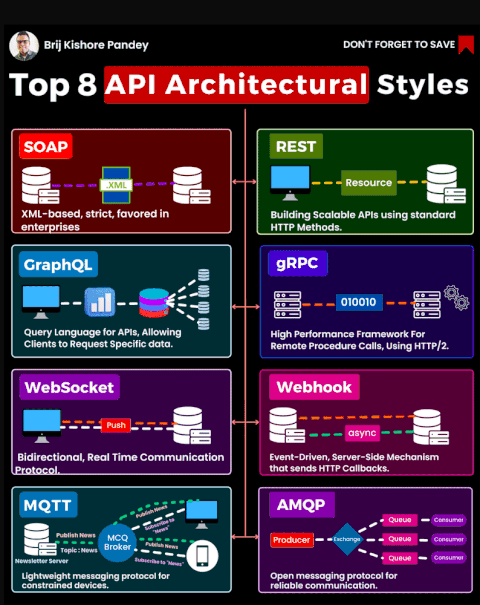 Brij Kishore Pandey
DON'T FORGET TO SAVE
Top 8 API Architectural Styles
SOAP
.XML
XML-based, strict, favored in
enterprises
REST
Resource
Building Scalable APIs using standard
HTTP Methods.
GraphQL
Query Language for APIs, Allowing
Clients to Request Specific data.
gRPC
010010
High Performance Framework For
Remote Procedure Calls, Using HTTP/2.
WebSocket
Push
Bidirectional, Real Time Communication
Protocol.
Webhook
async
Event-Driven, Server-Side Mechanism
that sends HTTP Callbacks.
MQTT
Publish News
Topic : News
Newsletter Server
MCQ
Broker
Publish News
Subscribe to
"News"
Publish News
Subscribe to "News"
Lightweight messaging protocol for
constrained devices.
AMQP
Producer
Exchange
Queue
Consumer
Queue
Consumer
Queue
Consumer
Open messaging protocol for
reliable communication.